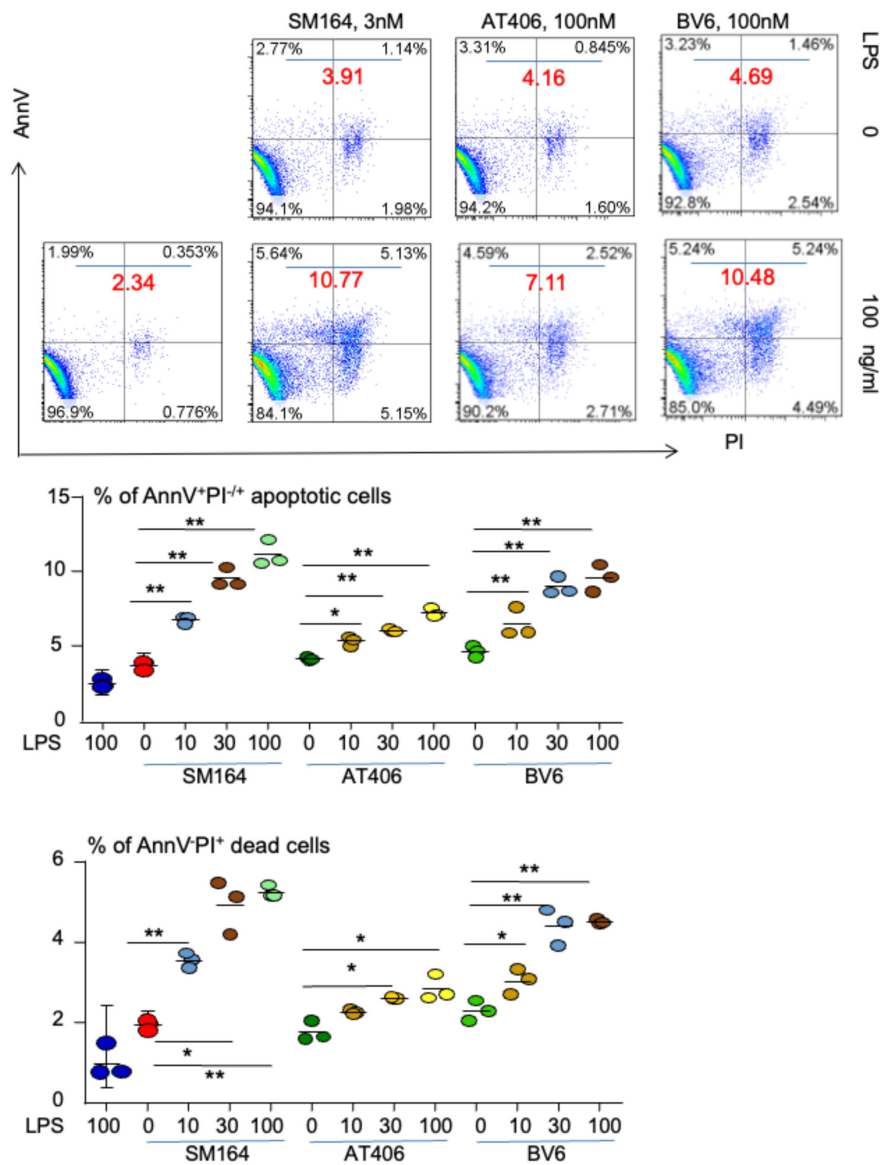 SM164, 3nM AT406, 100nM BV6, 100nM
2.77% 1.14% 3.31% 0.845% 3.23% 1.46%
3.91 4.16 4.69
LPS 0
AnnV
94.1% 1.98% 94.2% 1.60% 92.8% 2.54%
1.99% 0.353% 5.64% 5.13% 4.59% 2.52% 5.24% 5.24%
2.34 10.77 7.11 10.48
100 ng/ml
96.9% 0.776% 84.1% 5.15% 90.2% 2.71% 85.0% 4.49%
PI
% of AnnV⁺PI⁻/⁺ apoptotic cells
15
** **
** ** **
10
** ** **
*
5
0
LPS 100 0 10 30 100 0 10 30 100 0 10 30 100
SM164 AT406 BV6
% of AnnV⁻PI⁺ dead cells
6
**
**
4
** * *
*
2
*
**
0
LPS 100 0 10 30 100 0 10 30 100 0 10 30 100
SM164 AT406 BV6